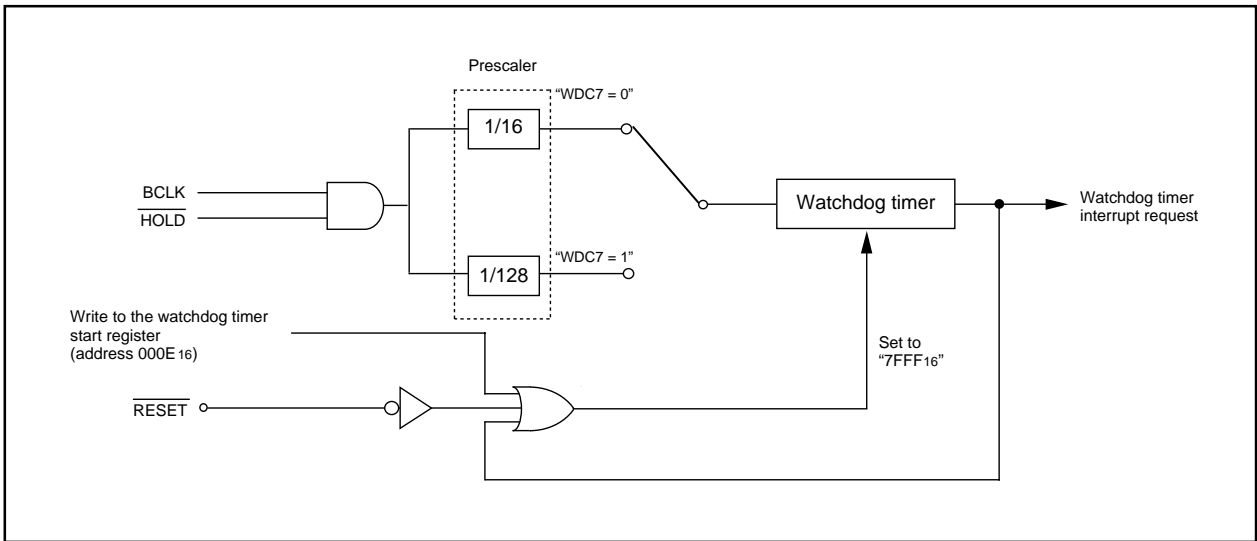 Prescaler
“WDC7 = 0”
1/16
BCLK
HOLD
Watchdog timer
Watchdog timer
interrupt request
“WDC7 = 1”
1/128
Write to the watchdog timer
start register
(address 000E16)
Set to
“7FFF16”
RESET